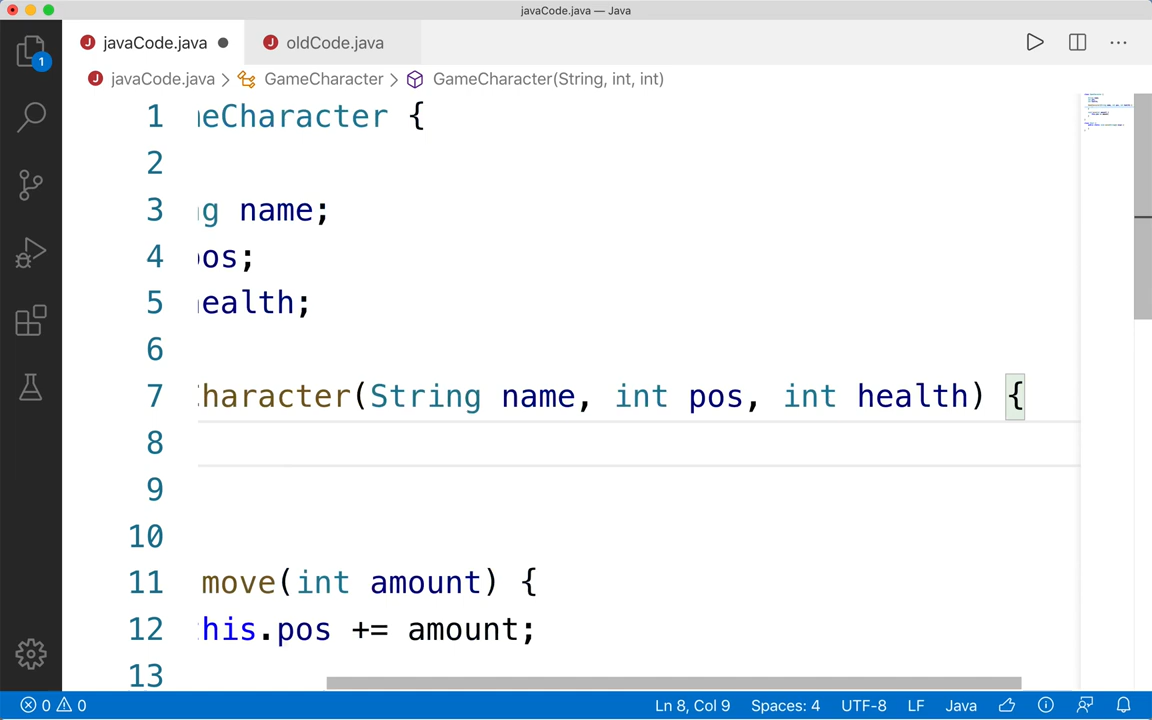 javaCode.java — Java
javaCode.java oldCode.java
javaCode.java GameCharacter GameCharacter(String, int, int)
1 eCharacter {
2
3 g name;
4 os;
5 ealth;
6
7 haracter(String name, int pos, int health) {
8
9
10
11 move(int amount) {
12 his.pos += amount;
13
1
0 0 Ln 8, Col 9 Spaces: 4 UTF-8 LF Java